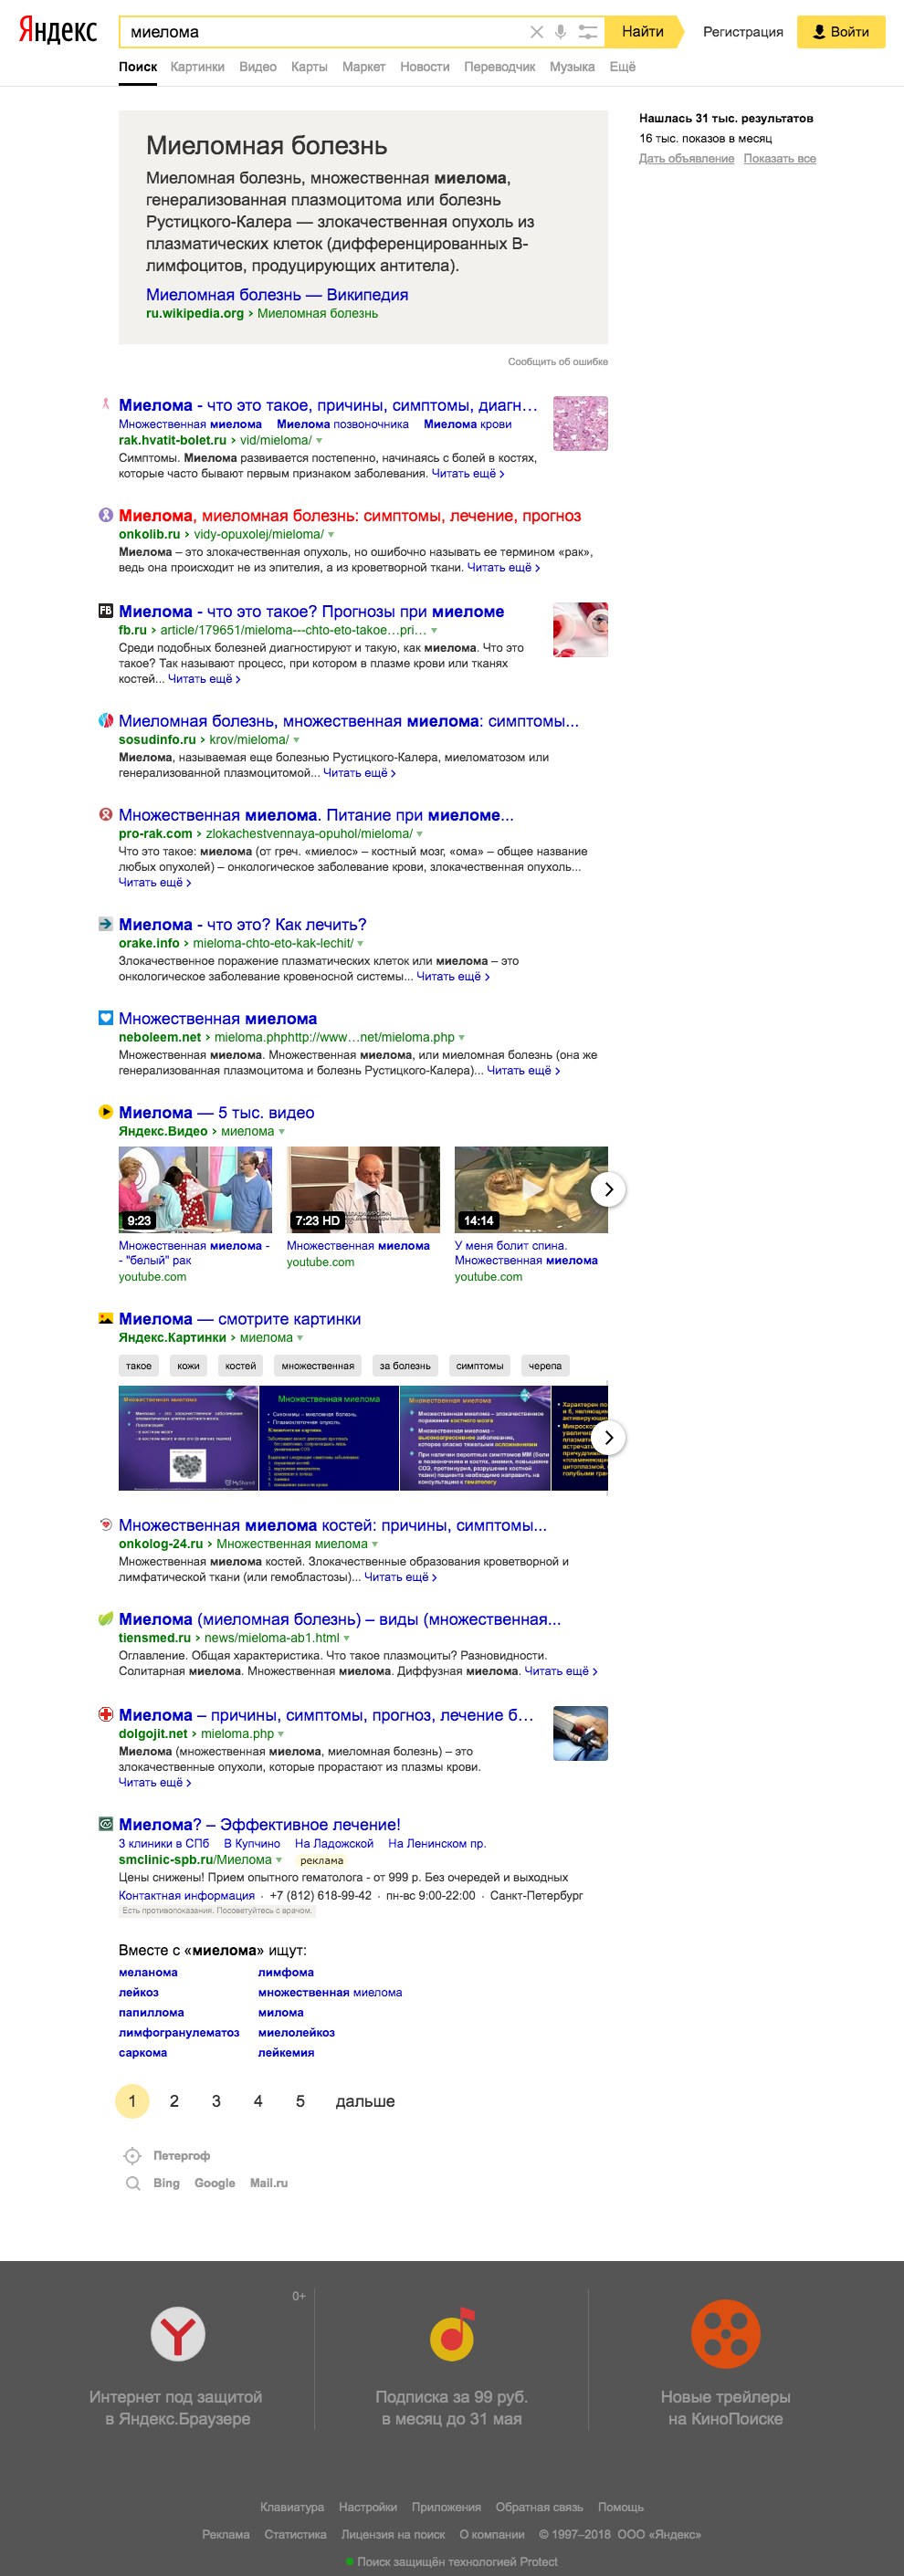 Яндекс
миелома
Найти
Регистрация
Войти
Поиск Картинки Видео Карты Маркет Новости Переводчик Музыка Ещё
Нашлась 31 тыс. результатов
16 тыс. показов в месяц
Дать объявление Показать все
Миеломная болезнь
Миеломная болезнь, множественная миелома,
генерализованная плазмоцитома или болезнь
Рустицкого-Калера — злокачественная опухоль из
плазматических клеток (дифференцированных B-
лимфоцитов, продуцирующих антитела).
Миеломная болезнь — Википедия
ru.wikipedia.org › Миеломная болезнь
Сообщить об ошибке
Миелома - что это такое, причины, симптомы, диагн…
Множественная миелома Миелома позвоночника Миелома крови
rak.hvatit-bolet.ru › vid/mieloma/
Симптомы. Миелома развивается постепенно, начинаясь с болей в костях,
которые часто бывают первым признаком заболевания. Читать ещё ›
Миелома, миеломная болезнь: симптомы, лечение, прогноз
onkolib.ru › vidy-opuxolej/mieloma/
Миелома – это злокачественная опухоль, но ошибочно называть ее термином «рак»,
ведь она происходит не из эпителия, а из кроветворной ткани. Читать ещё ›
FB
Миелома - что это такое? Прогнозы при миеломе
fb.ru › article/179651/mieloma---chto-eto-takoe…pri…
Среди подобных болезней диагностируют и такую, как миелома. Что это
такое? Так называют процесс, при котором в плазме крови или тканях
костей... Читать ещё ›
Миеломная болезнь, множественная миелома: симптомы...
sosudinfo.ru › krov/mieloma/
Миелома, называемая еще болезнью Рустицкого-Калера, миеломатозом или
генерализованной плазмоцитомой... Читать ещё ›
Множественная миелома. Питание при миеломе...
pro-rak.com › zlokachestvennaya-opuhol/mieloma/
Что это такое: миелома (от греч. «миелос» – костный мозг, «ома» – общее название
любых опухолей) – онкологическое заболевание крови, злокачественная опухоль...
Читать ещё ›
Миелома - что это? Как лечить?
orake.info › mieloma-chto-eto-kak-lechit/
Злокачественное поражение плазматических клеток или миелома – это
онкологическое заболевание кровеносной системы... Читать ещё ›
Множественная миелома
neboleem.net › mieloma.phphttp://www…net/mieloma.php
Множественная миелома. Множественная миелома, или миеломная болезнь (она же
генерализованная плазмоцитома и болезнь Рустицкого-Калера)... Читать ещё ›
Миелома — 5 тыс. видео
Яндекс.Видео › миелома
9:23
7:23 HD
14:14
Множественная миелома -
- "белый" рак
youtube.com
Множественная миелома
youtube.com
У меня болит спина.
Множественная миелома
youtube.com
Миелома — смотрите картинки
Яндекс.Картинки › миелома
такое кожи костей множественная за болезнь симптомы черепа
Множественная миелома
Множественная миелома
Множественная миелома
Множественная миелома костей: причины, симптомы...
onkolog-24.ru › Множественная миелома
Множественная миелома костей. Злокачественные образования кроветворной и
лимфатической ткани (или гемобластозы)... Читать ещё ›
Миелома (миеломная болезнь) – виды (множественная...
tiensmed.ru › news/mieloma-ab1.html
Оглавление. Общая характеристика. Что такое плазмоциты? Разновидности.
Солитарная миелома. Множественная миелома. Диффузная миелома. Читать ещё ›
Миелома – причины, симптомы, прогноз, лечение б…
dolgojit.net › mieloma.php
Миелома (множественная миелома, миеломная болезнь) – это
злокачественные опухоли, которые прорастают из плазмы крови.
Читать ещё ›
Миелома? – Эффективное лечение!
3 клиники в СПб В Купчино На Ладожской На Ленинском пр.
smclinic-spb.ru/Миелома реклама
Цены снижены! Прием опытного гематолога - от 999 р. Без очередей и выходных
Контактная информация · +7 (812) 618-99-42 · пн-вс 9:00-22:00 · Санкт-Петербург
Есть противопоказания. Посоветуйтесь с врачом.
Вместе с «миелома» ищут:
меланома лимфома
лейкоз множественная миелома
папиллома милома
лимфогранулематоз миелолейкоз
саркома лейкемия
1 2 3 4 5 дальше
Петергоф
Bing Google Mail.ru
0+
Интернет под защитой
в Яндекс.Браузере
Подписка за 99 руб.
в месяц до 31 мая
Новые трейлеры
на КиноПоиске
Клавиатура Настройки Приложения Обратная связь Помощь
Реклама Статистика Лицензия на поиск О компании © 1997–2018 ООО «Яндекс»
Поиск защищён технологией Protect